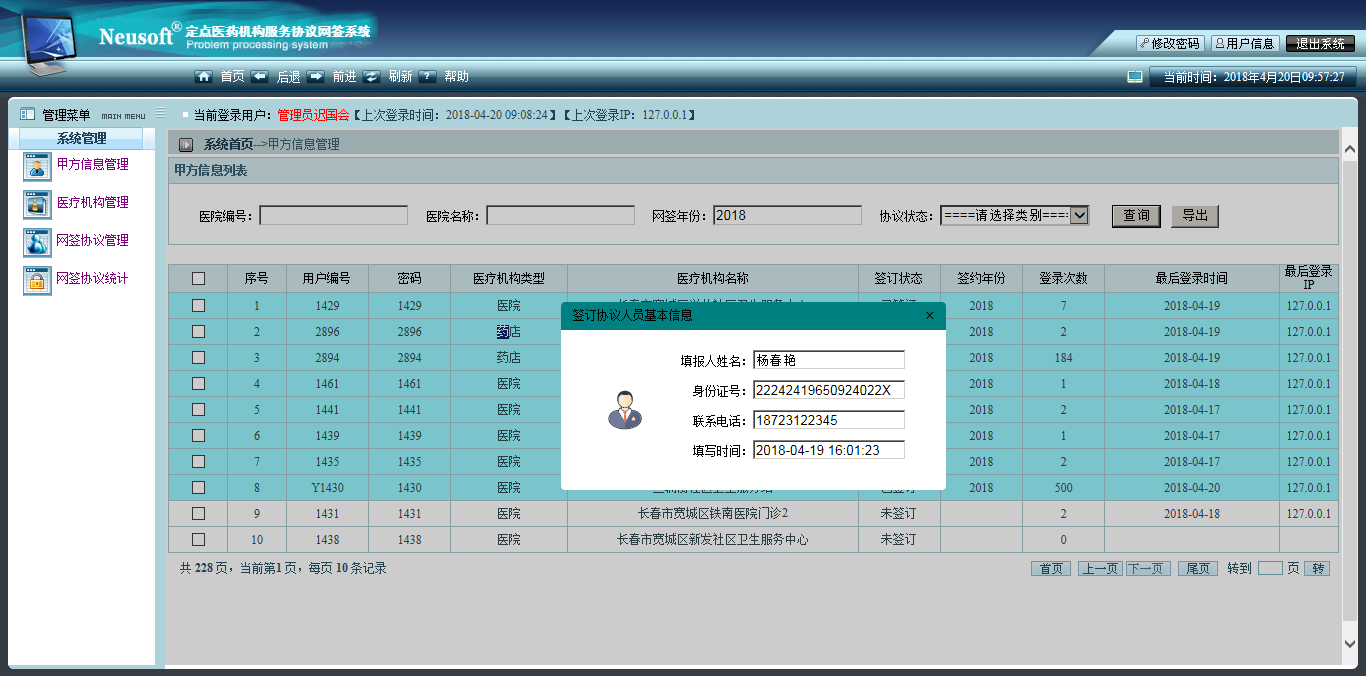 Neusoft® 定点医药机构服务协议网签系统
Problem processing system
修改密码 用户信息 退出系统
首页 后退 前进 刷新 ? 帮助
当前时间：2018年4月20日09:57:27
管理菜单 MAIN MENU
当前登录用户：管理员迟国会【上次登录时间：2018-04-20 09:08:24】【上次登录IP：127.0.0.1】
系统管理
甲方信息管理
医疗机构管理
网签协议管理
网签协议统计
系统首页-->甲方信息管理
甲方信息列表
医院编号： 医院名称： 网签年份：2018 协议状态：====请选择类别==== 查询 导出
序号 用户编号 密码 医疗机构类型 医疗机构名称 签订状态 签约年份 登录次数 最后登录时间 最后登录IP
1 1429 1429 医院 2018 7 2018-04-19 127.0.0.1
2 2896 2896 药店 2018 2 2018-04-19 127.0.0.1
3 2894 2894 药店 2018 184 2018-04-19 127.0.0.1
4 1461 1461 医院 2018 1 2018-04-18 127.0.0.1
5 1441 1441 医院 2018 2 2018-04-17 127.0.0.1
6 1439 1439 医院 2018 1 2018-04-17 127.0.0.1
7 1435 1435 医院 2018 2 2018-04-17 127.0.0.1
8 Y1430 1430 医院 2018 500 2018-04-20 127.0.0.1
9 1431 1431 医院 长春市宽城区铁南医院门诊2 未签订 2 2018-04-18 127.0.0.1
10 1438 1438 医院 长春市宽城区新发社区卫生服务中心 未签订 0
共 228 页，当前第1 页，每页 10 条记录
首页 上一页 下一页 尾页 转到 页 转
签订协议人员基本信息 ×
填报人姓名：杨春艳
身份证号：22242419650924022X
联系电话：18723122345
填写时间：2018-04-19 16:01:23